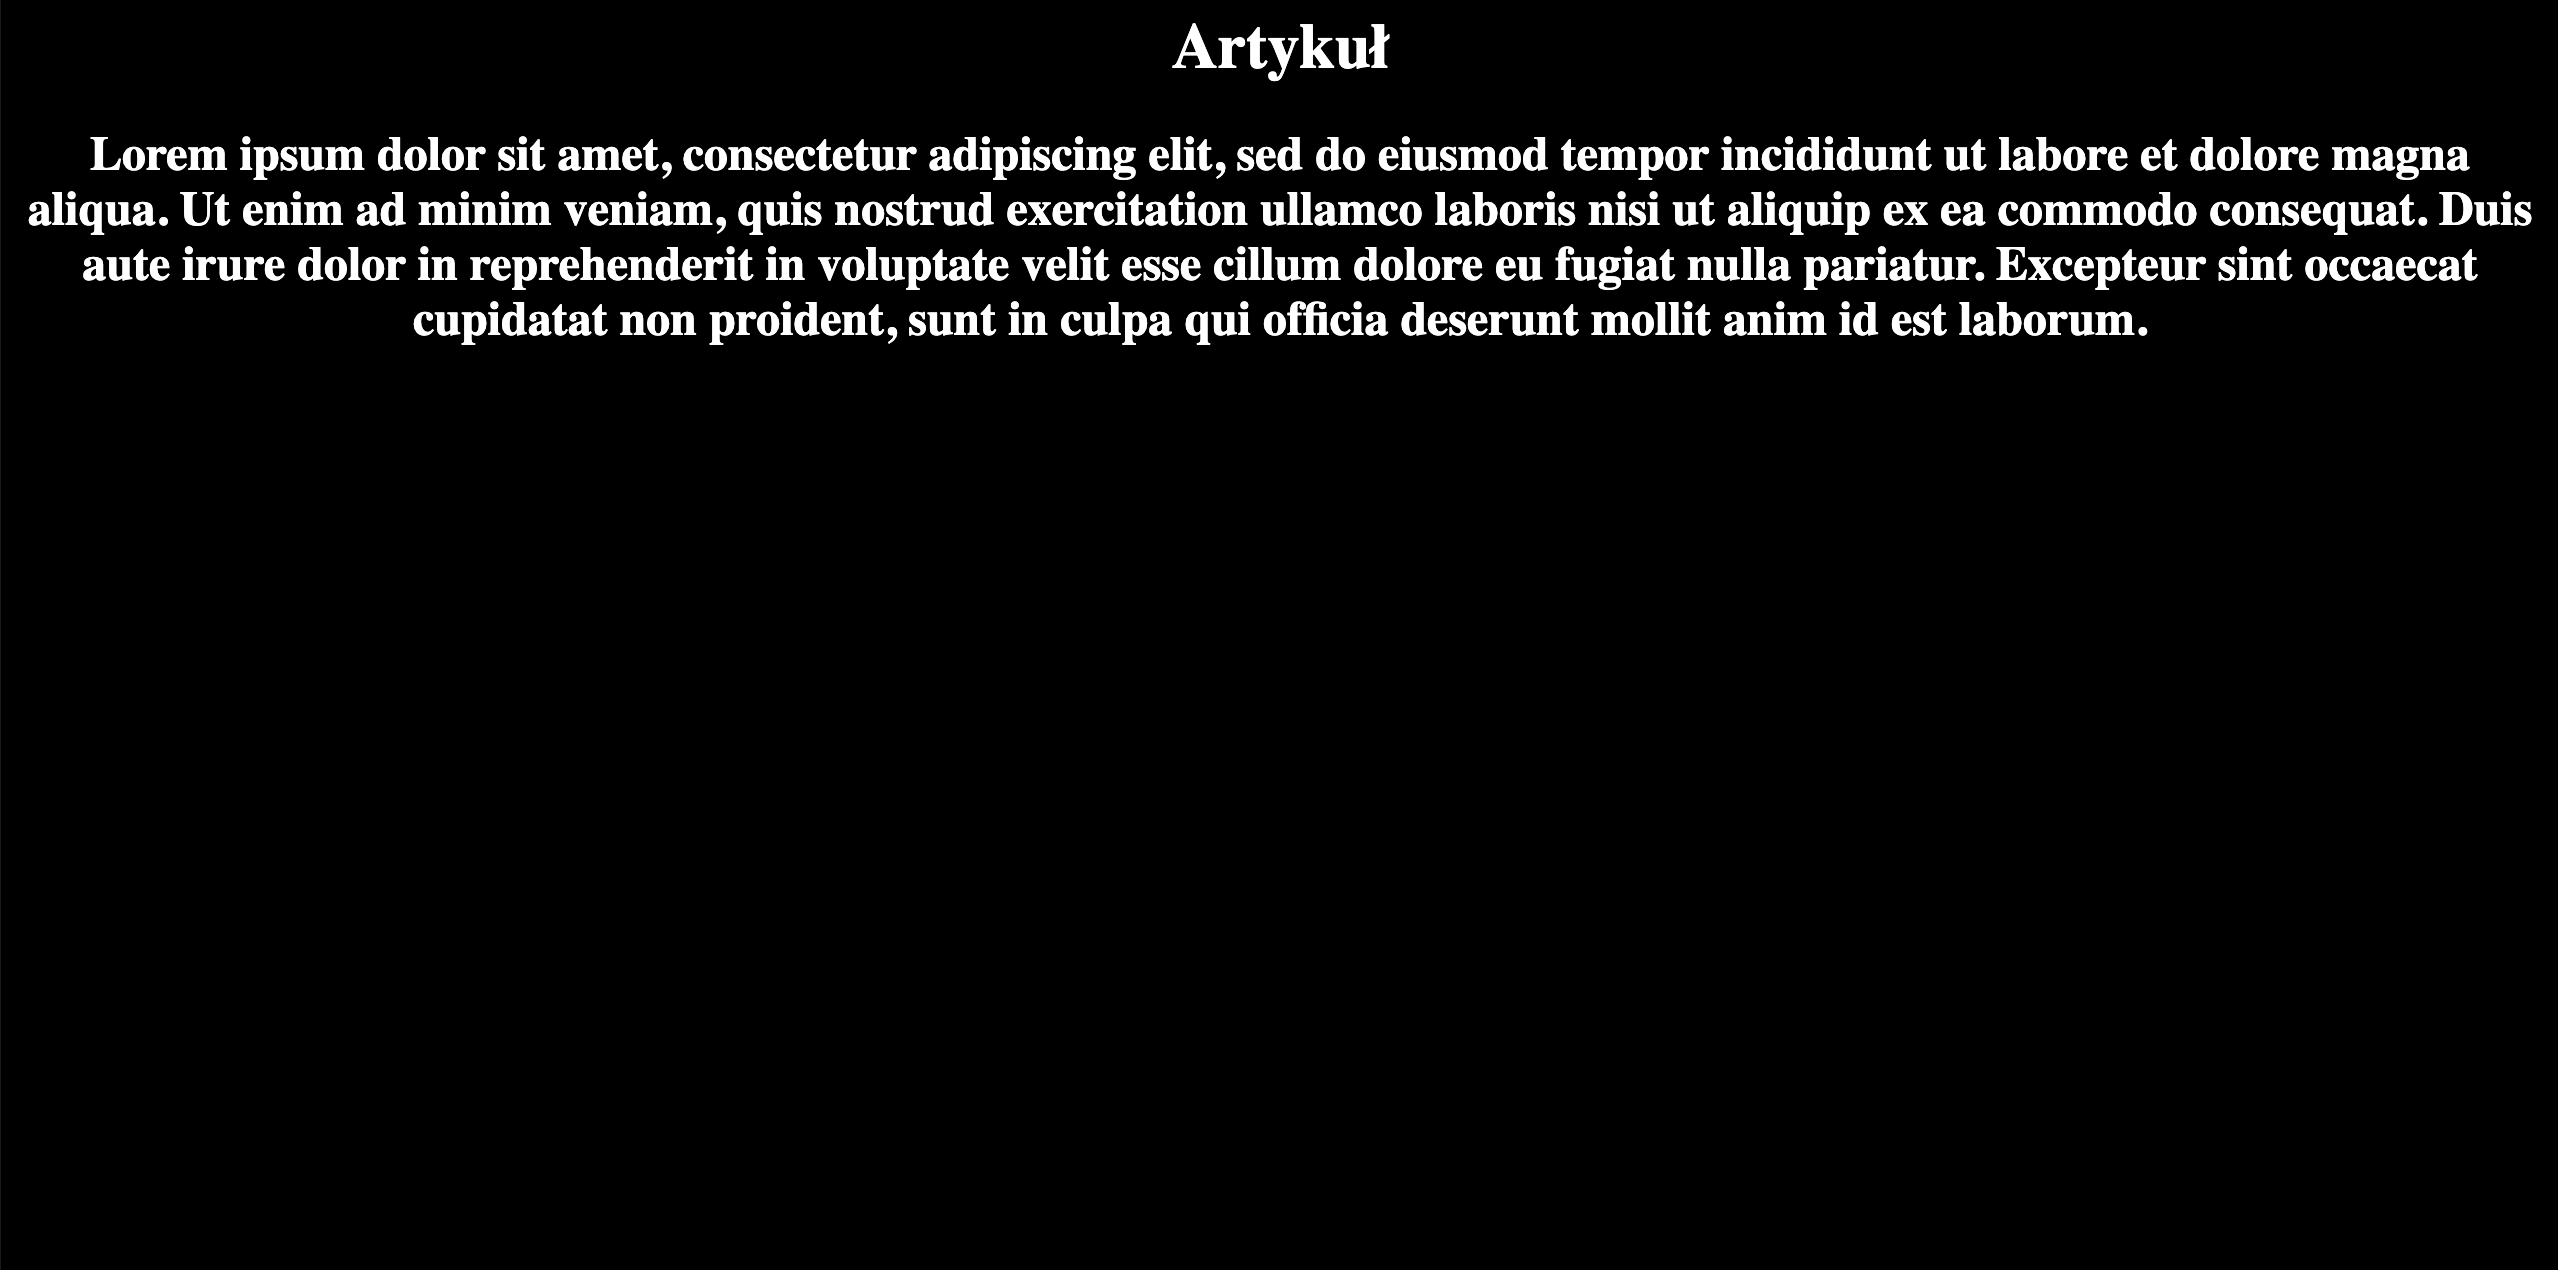 Artykuł
Lorem ipsum dolor sit amet, consectetur adipiscing elit, sed do eiusmod tempor incididunt ut labore et dolore magna
aliqua. Ut enim ad minim veniam, quis nostrud exercitation ullamco laboris nisi ut aliquip ex ea commodo consequat. Duis
aute irure dolor in reprehenderit in voluptate velit esse cillum dolore eu fugiat nulla pariatur. Excepteur sint occaecat
cupidatat non proident, sunt in culpa qui officia deserunt mollit anim id est laborum.